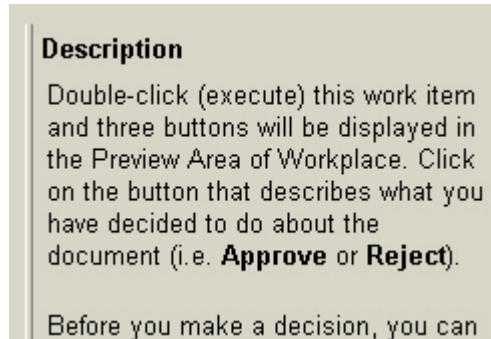 Description
Double-click (execute) this work item
and three buttons will be displayed in
the Preview Area of Workplace. Click
on the button that describes what you
have decided to do about the
document (i.e. Approve or Reject).
Before you make a decision, you can